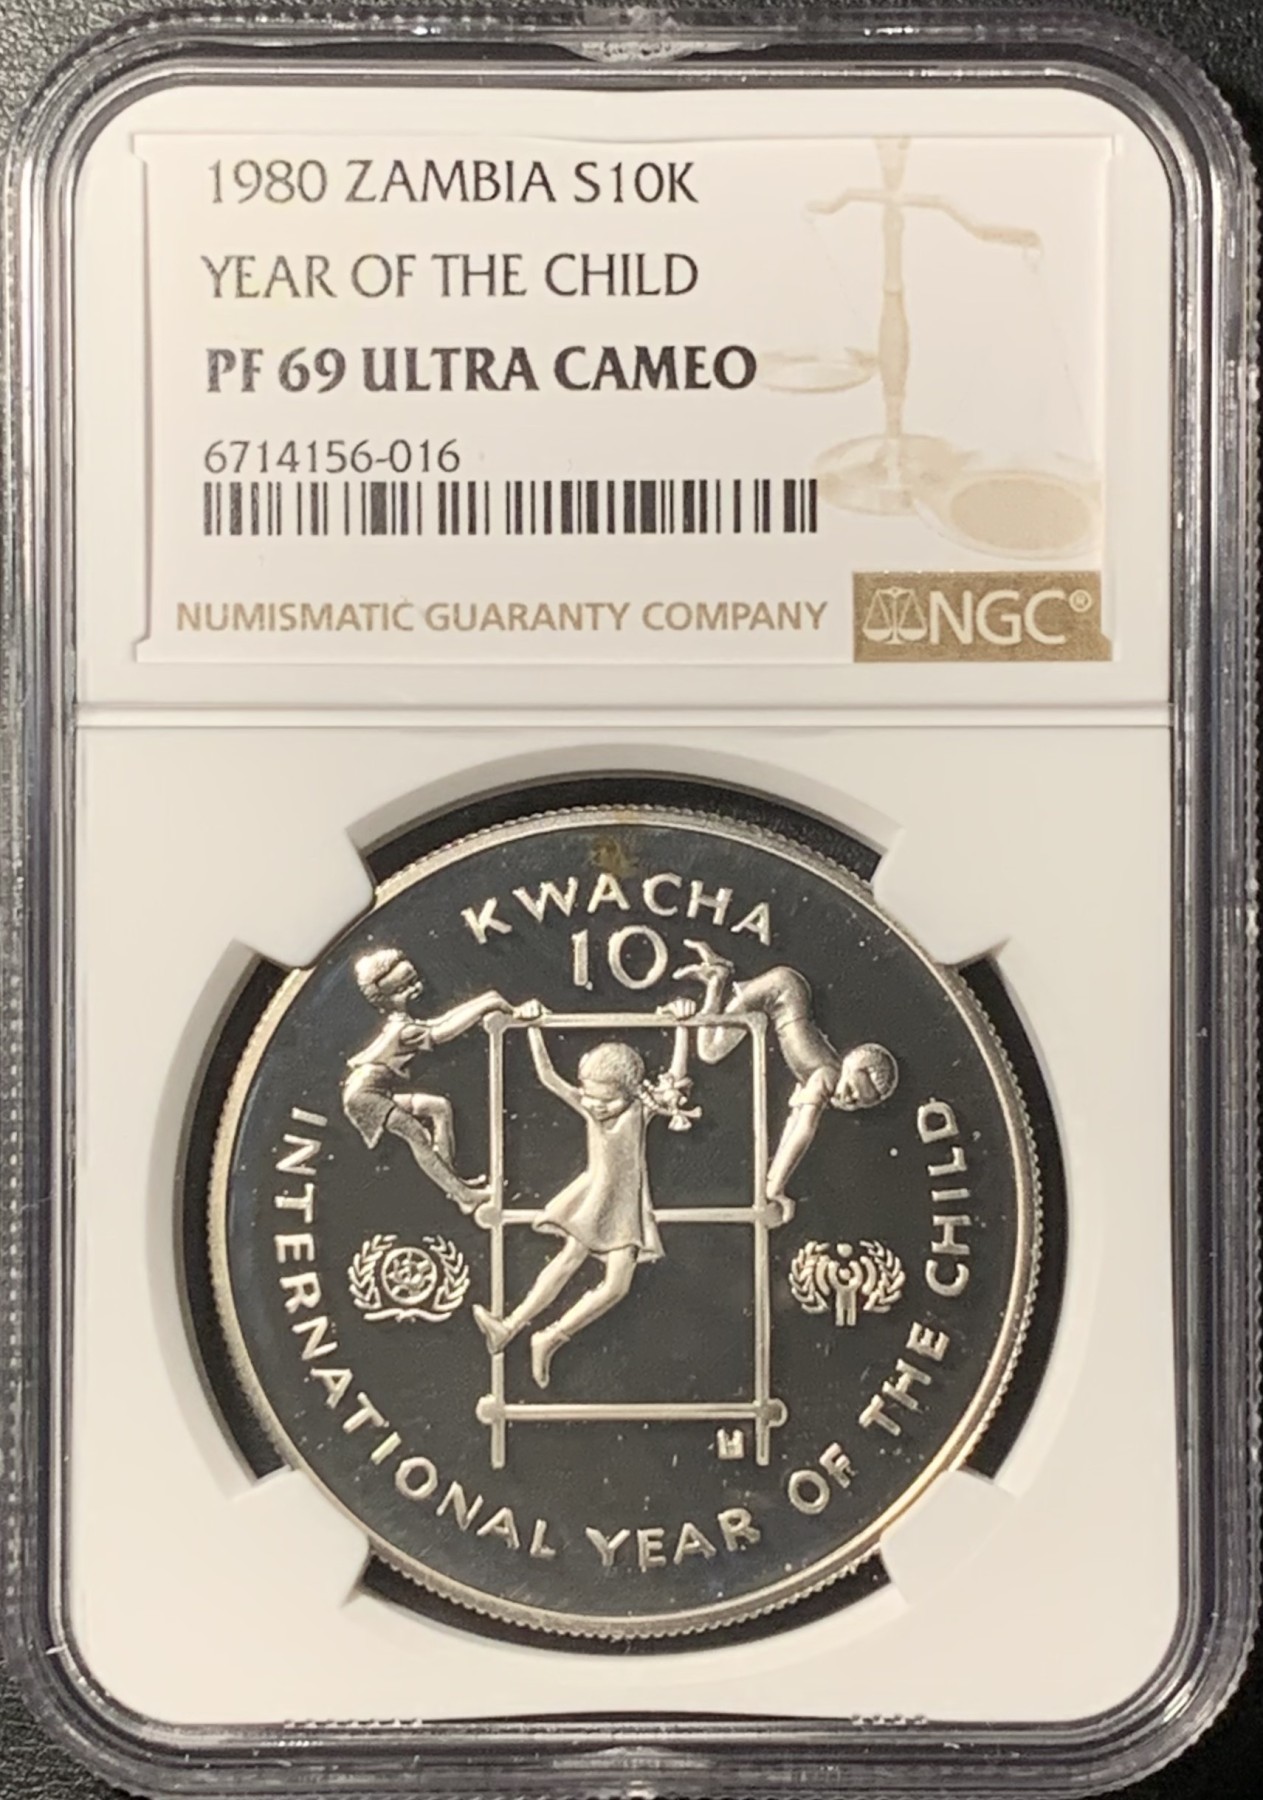 1980 ZAMBIA S10K
YEAR OF THE CHILD
PF 69 ULTRA CAMEO
6714156-016
NUMISMATIC GUARANTY COMPANY
NGC®
KWACHA
10
INTERNATIONAL YEAR OF THE CHILD